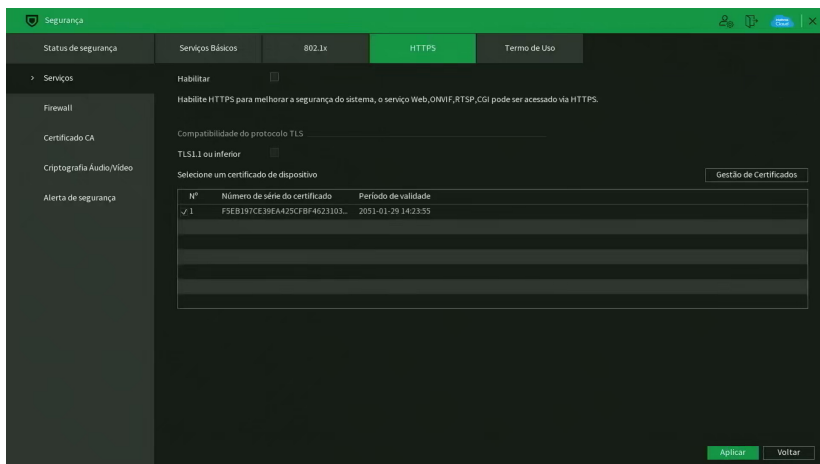 Segurança
Cloud
Status de segurança
Serviços Básicos
802.1x
HTTPS
Termo de Uso
> Serviços
Firewall
Certificado CA
Criptografia Áudio/Vídeo
Alerta de segurança
Habilitar
Habilite HTTPS para melhorar a segurança do sistema, o serviço Web,ONVIF,RTSP,CGI pode ser acessado via HTTPS.
Compatibilidade do protocolo TLS
TLS1.1 ou inferior
Selecione um certificado de dispositivo
Gestão de Certificados
Nº Número de série do certificado Período de validade
1 F5EB197CE39EA425CFBF4623103... 2051-01-29 14:23:55
Aplicar
Voltar